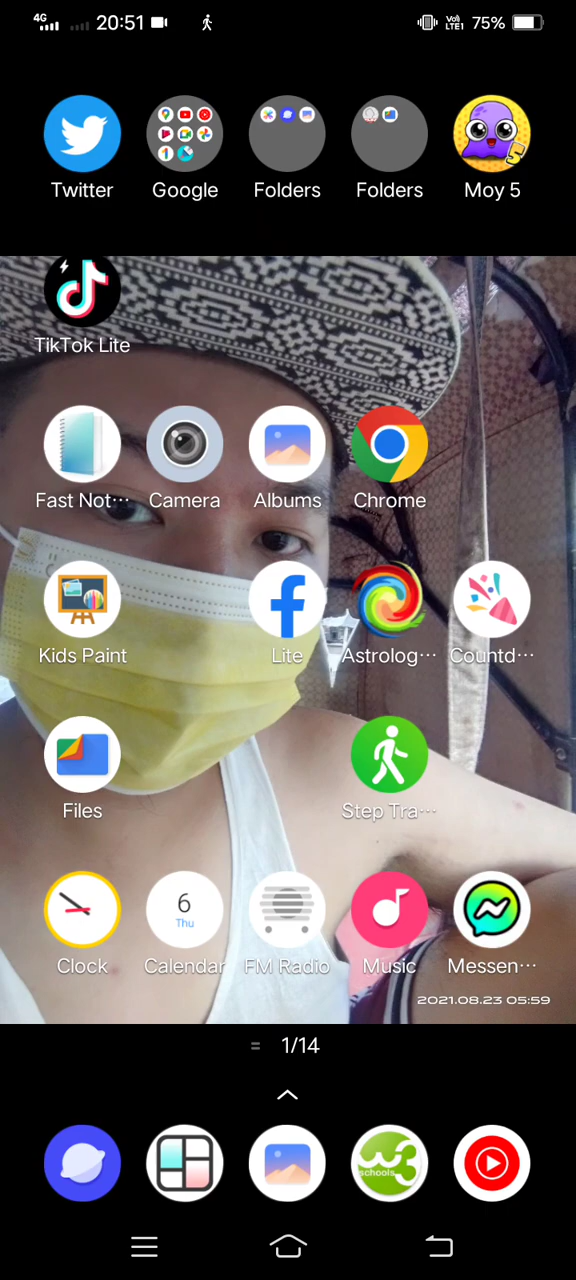 4G 20:51 VoLTE1 75%
Twitter Google Folders Folders Moy 5
TikTok Lite
Fast Not··· Camera Albums Chrome
Kids Paint Lite Astrolog··· Countd···
Files Step Tra···
6
Thu
Clock Calendar FM Radio Music Messen···
2021.08.23 05:59
1/14
w3
schools